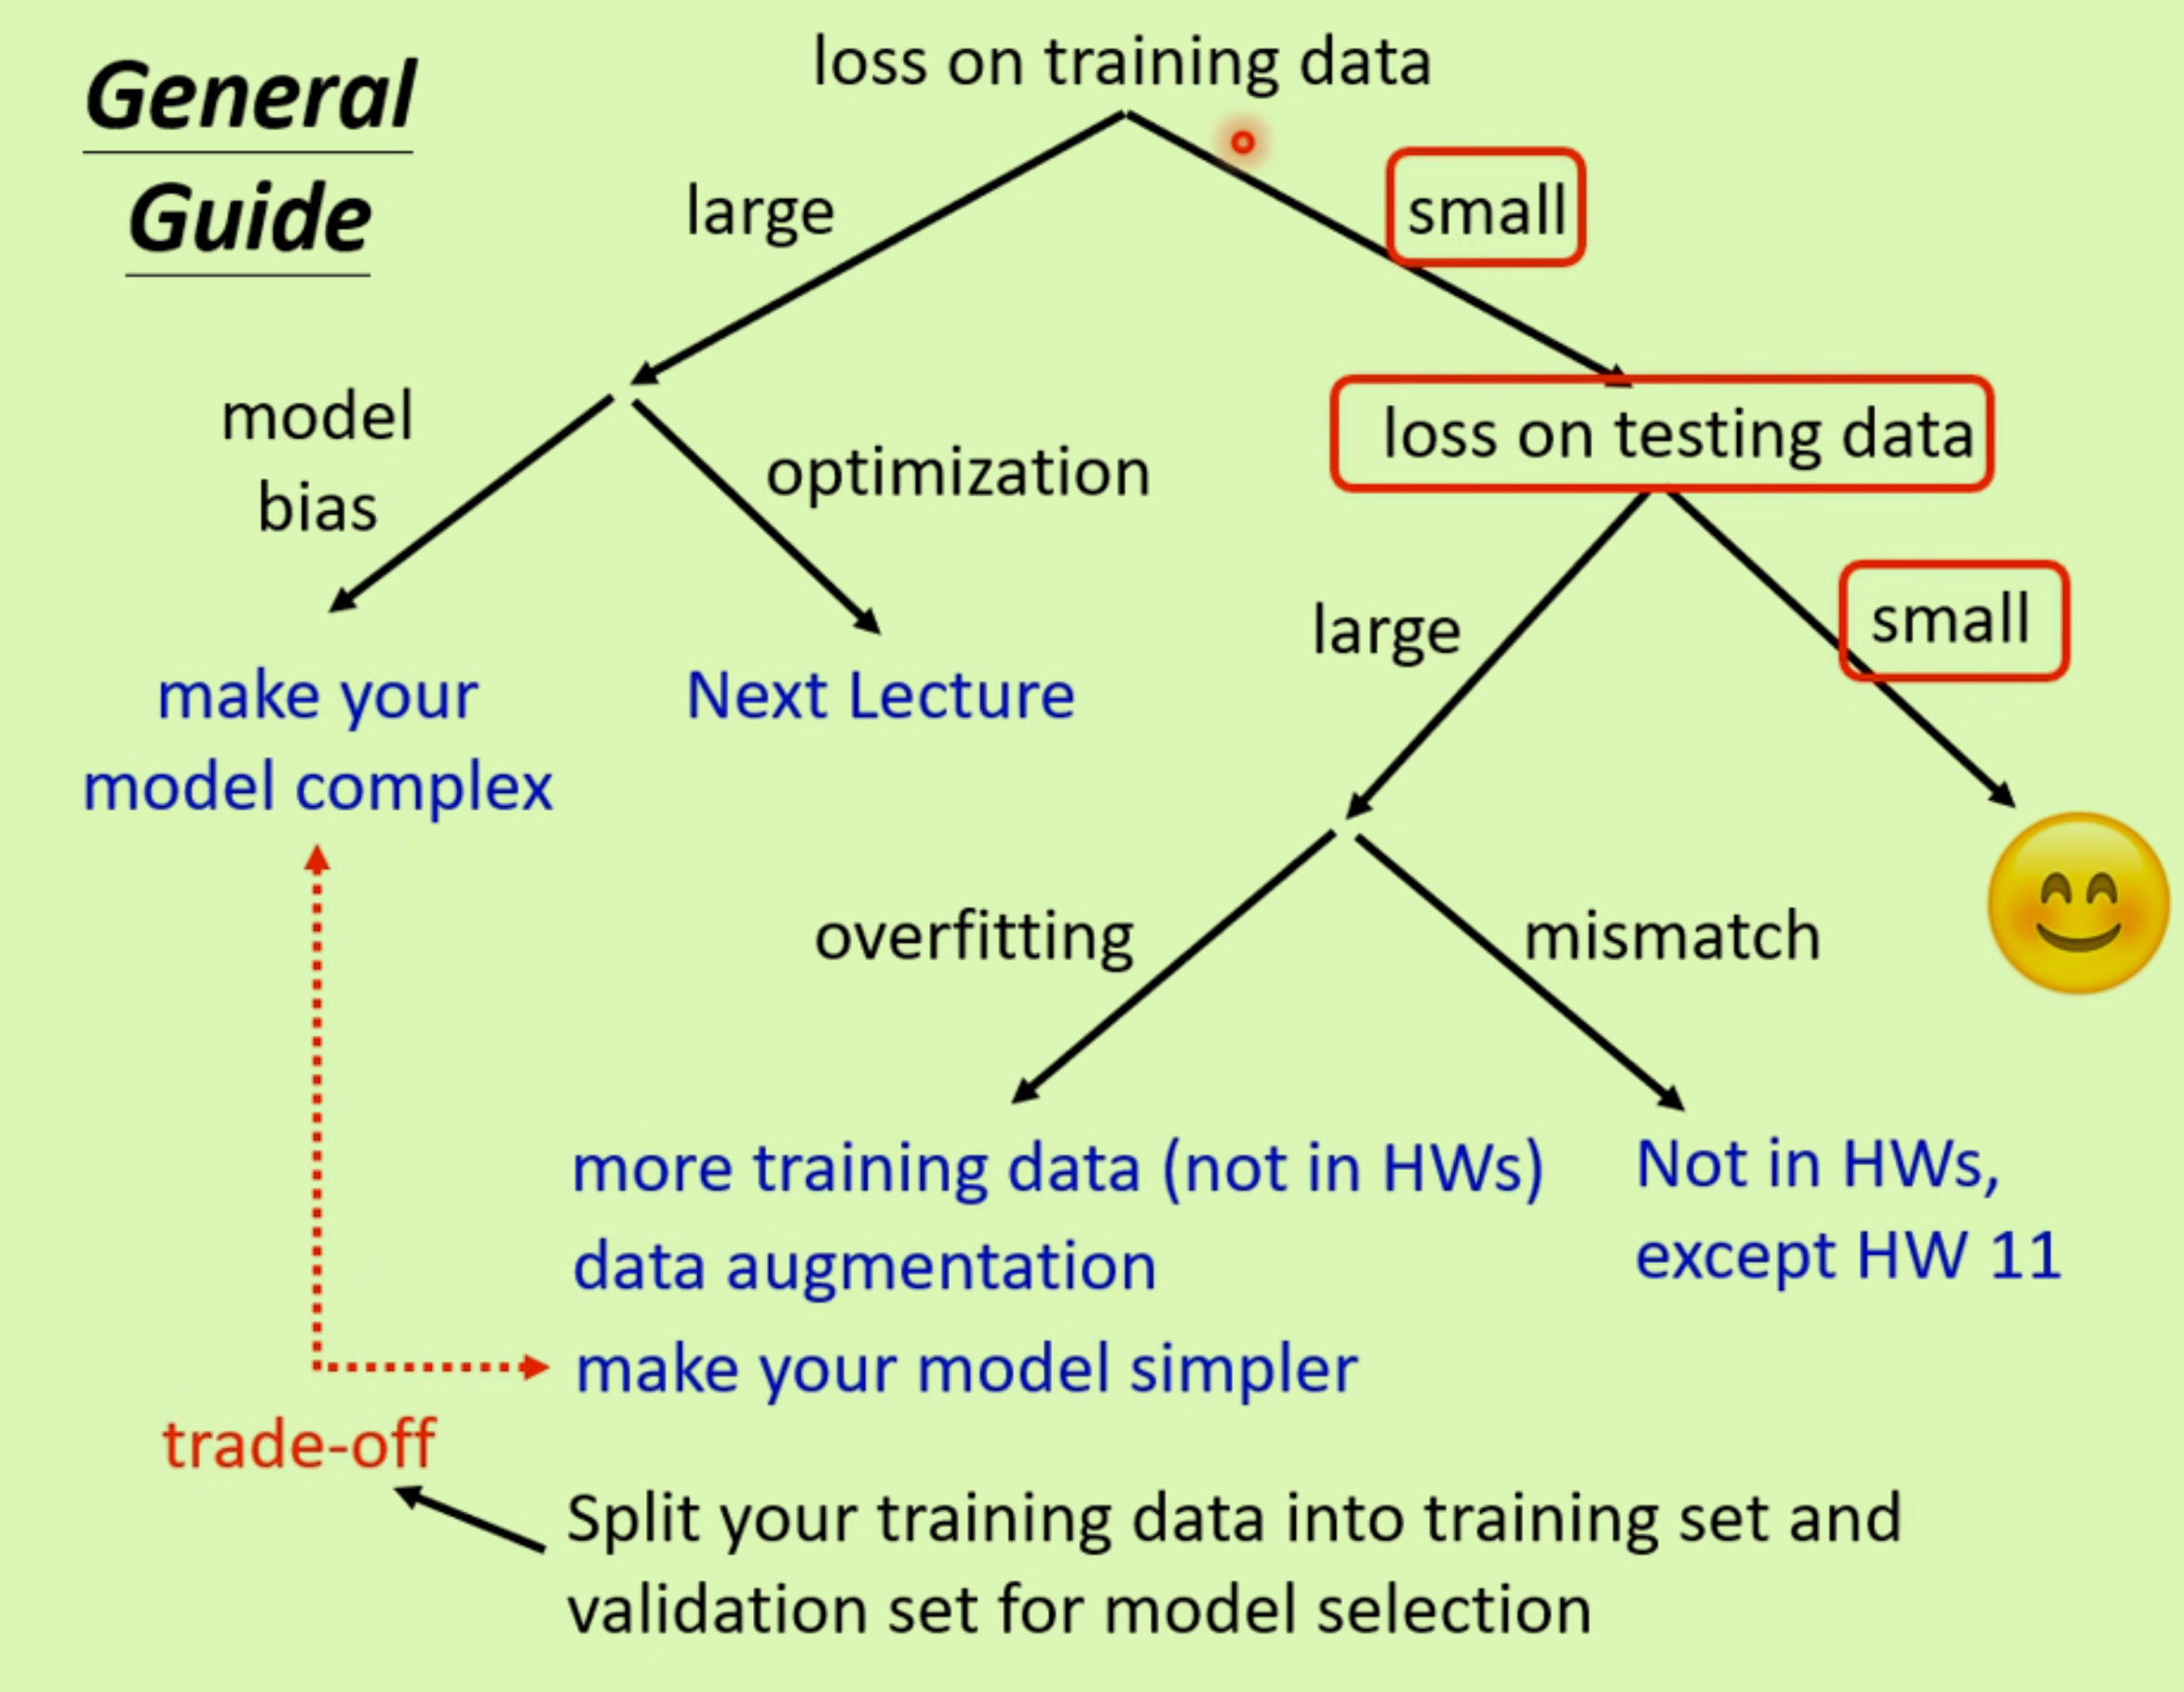 General
Guide
loss on training data
large
small
model
bias
optimization
loss on testing data
make your
model complex
Next Lecture
large
small
overfitting
mismatch
more training data (not in HWs)
data augmentation
make your model simpler
Not in HWs,
except HW 11
trade-off
Split your training data into training set and
validation set for model selection